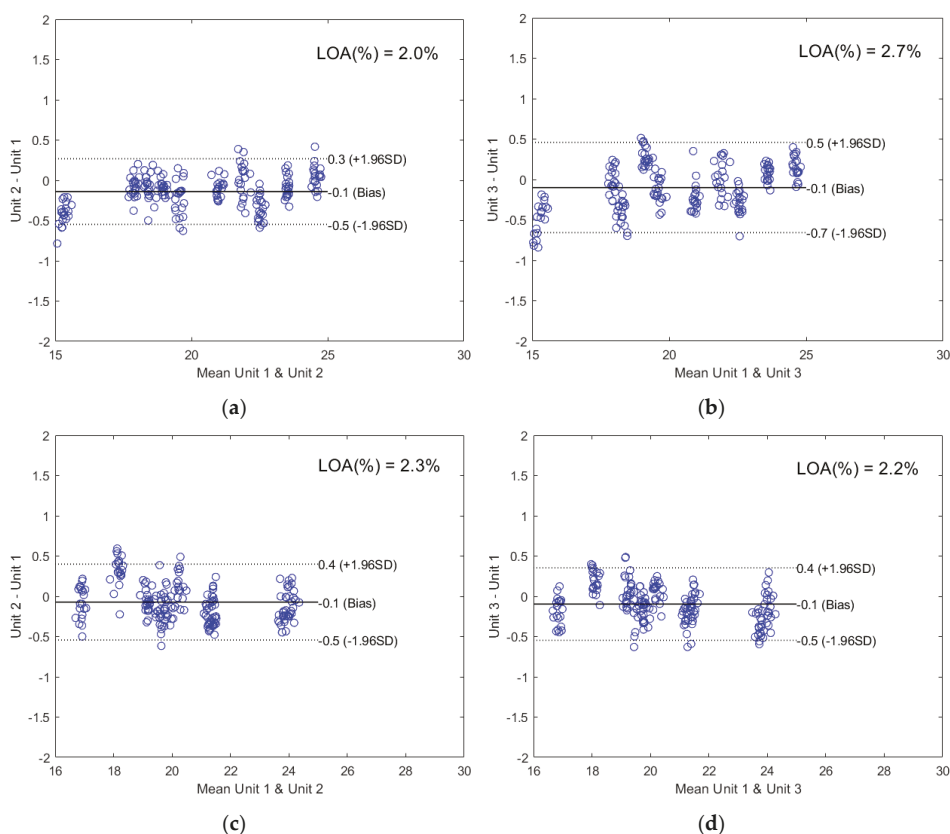 2
1.5
1
0.5
0
-0.5
-1
-1.5
-2
Unit 2 - Unit 1
LOA(%) = 2.0%
0.3 (+1.96SD)
-0.1 (Bias)
-0.5 (-1.96SD)
15 20 25 30
Mean Unit 1 & Unit 2
(a)
2
1.5
1
0.5
0
-0.5
-1
-1.5
-2
Unit 3 - Unit 1
LOA(%) = 2.7%
0.5 (+1.96SD)
-0.1 (Bias)
-0.7 (-1.96SD)
15 20 25 30
Mean Unit 1 & Unit 3
(b)
2
1.5
1
0.5
0
-0.5
-1
-1.5
-2
Unit 2 - Unit 1
LOA(%) = 2.3%
0.4 (+1.96SD)
-0.1 (Bias)
-0.5 (-1.96SD)
16 18 20 22 24 26 28 30
Mean Unit 1 & Unit 2
(c)
2
1.5
1
0.5
0
-0.5
-1
-1.5
-2
Unit 3 - Unit 1
LOA(%) = 2.2%
0.4 (+1.96SD)
-0.1 (Bias)
-0.5 (-1.96SD)
16 18 20 22 24 26 28 30
Mean Unit 1 & Unit 3
(d)